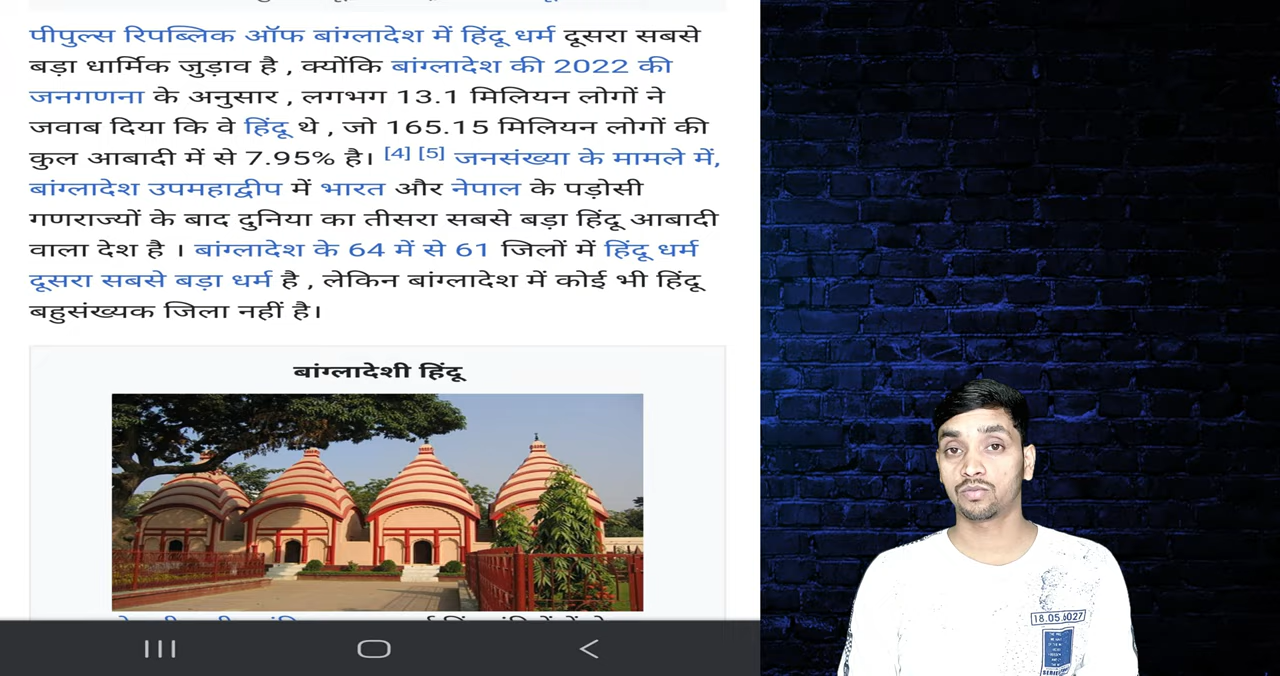 पीपुल्स रिपब्लिक ऑफ बांग्लादेश में हिंदू धर्म दूसरा सबसे
बड़ा धार्मिक जुड़ाव है , क्योंकि बांग्लादेश की 2022 की
जनगणना के अनुसार , लगभग 13.1 मिलियन लोगों ने
जवाब दिया कि वे हिंदू थे , जो 165.15 मिलियन लोगों की
कुल आबादी में से 7.95% है। [4] [5] जनसंख्या के मामले में,
बांग्लादेश उपमहाद्वीप में भारत और नेपाल के पड़ोसी
गणराज्यों के बाद दुनिया का तीसरा सबसे बड़ा हिंदू आबादी
वाला देश है । बांग्लादेश के 64 में से 61 जिलों में हिंदू धर्म
दूसरा सबसे बड़ा धर्म है , लेकिन बांग्लादेश में कोई भी हिंदू
बहुसंख्यक जिला नहीं है।
बांग्लादेशी हिंदू
18.05.6027